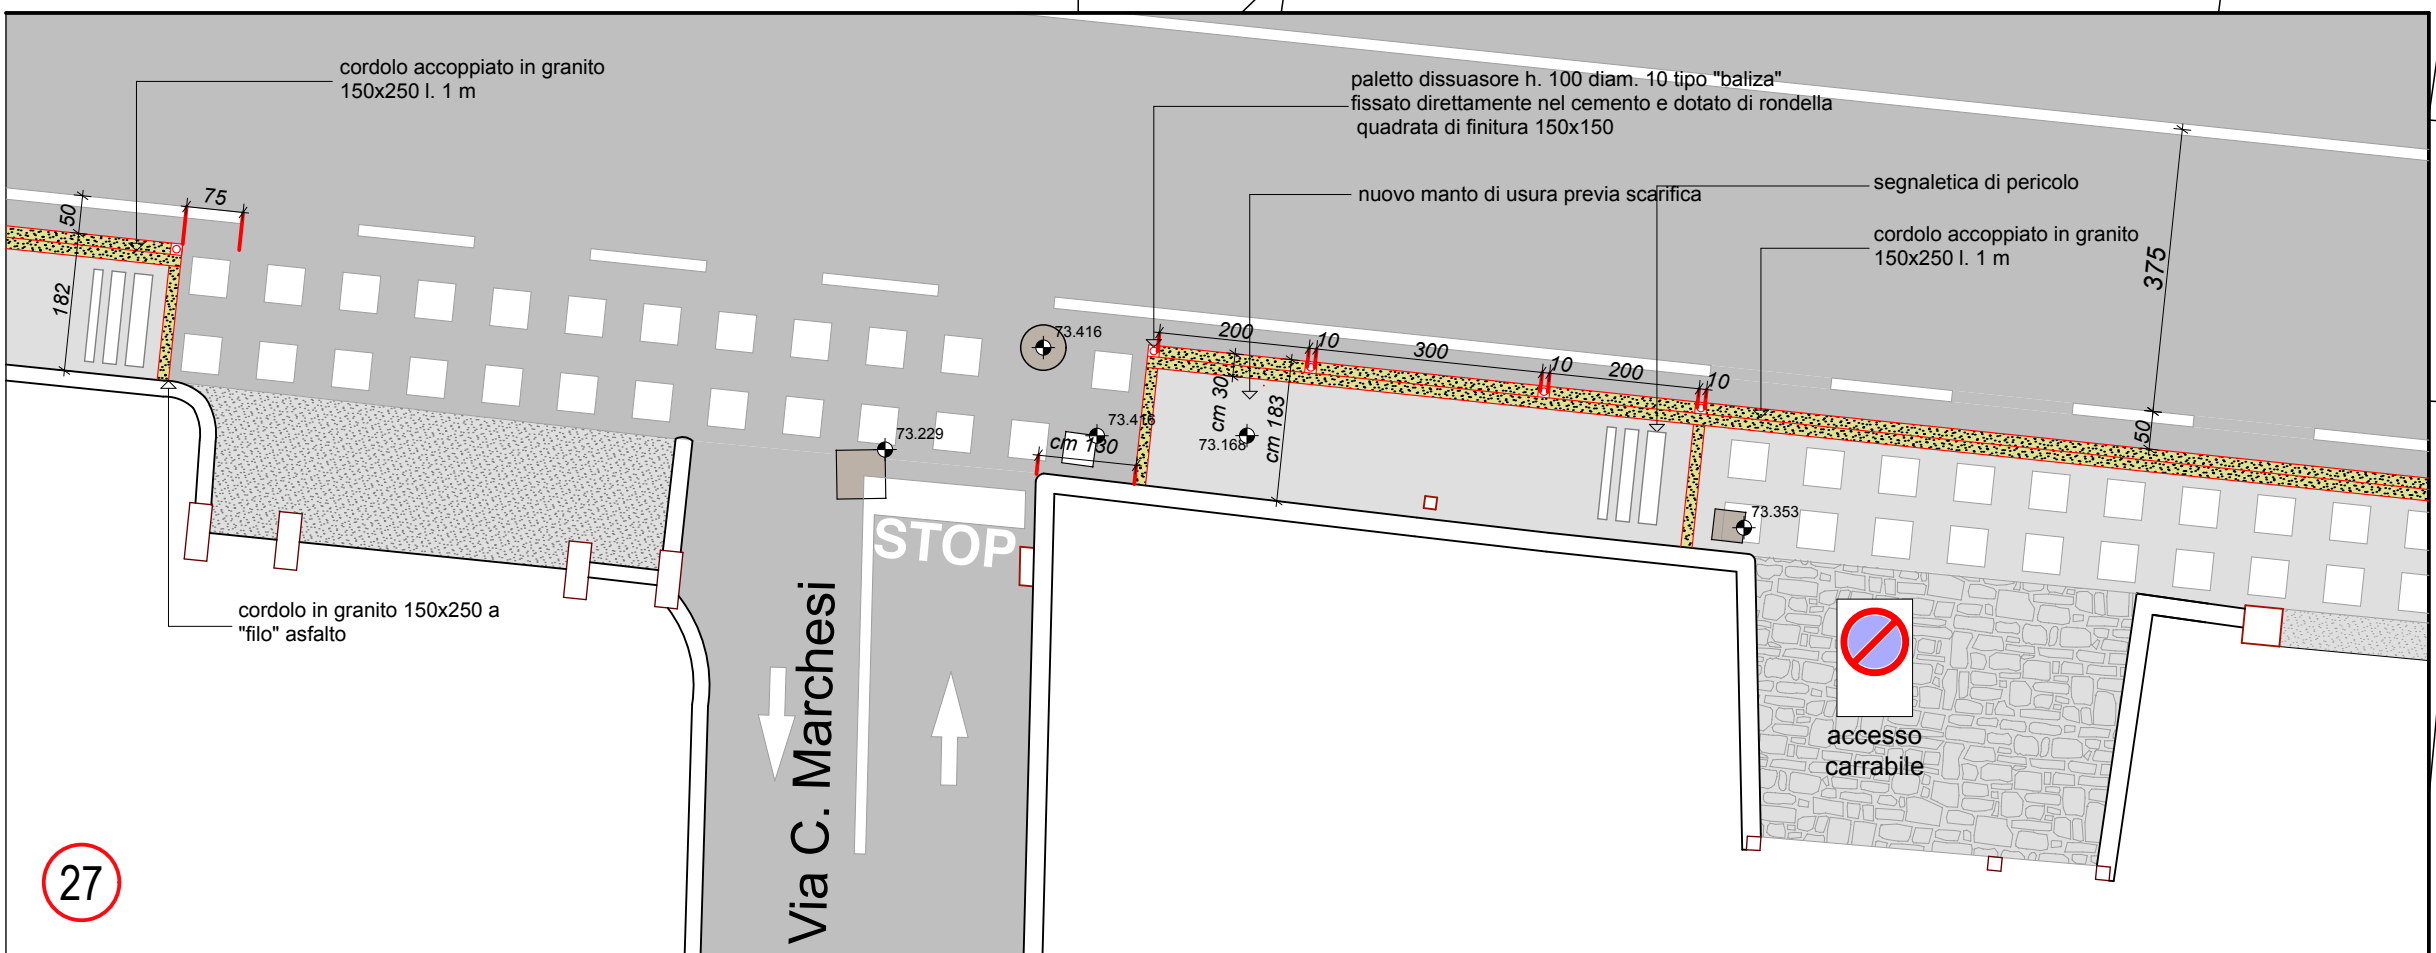 cordolo accoppiato in granito
150x250 l. 1 m
paletto dissuasore h. 100 diam. 10 tipo "baliza"
fissato direttamente nel cemento e dotato di rondella
quadrata di finitura 150x150
nuovo manto di usura previa scarifica
segnaletica di pericolo
cordolo accoppiato in granito
150x250 l. 1 m
75
50
182
375
50
73.416
200
10
300
10
200
10
cm 30
cm 183
73.416
73.229
cm 130
73.168
73.353
STOP
cordolo in granito 150x250 a
"filo" asfalto
Via C. Marchesi
accesso
carrabile
27